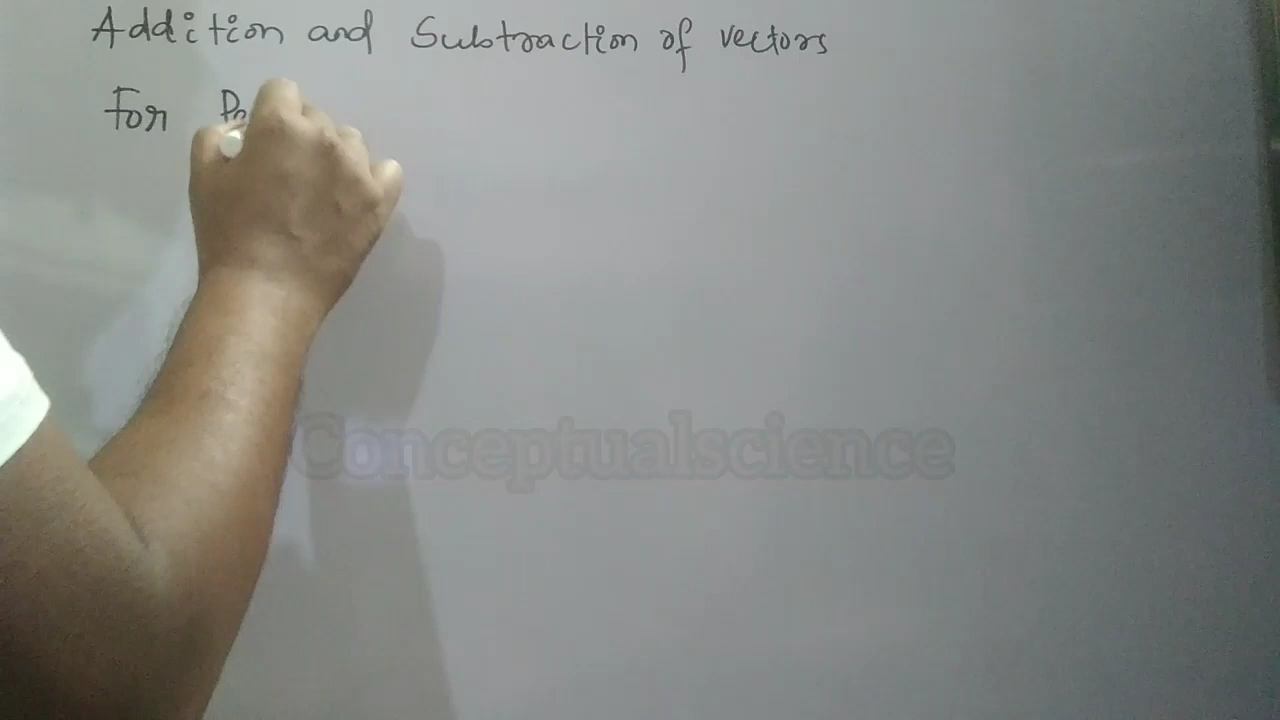 Addition and Subtraction of vectors
For
Conceptualscience